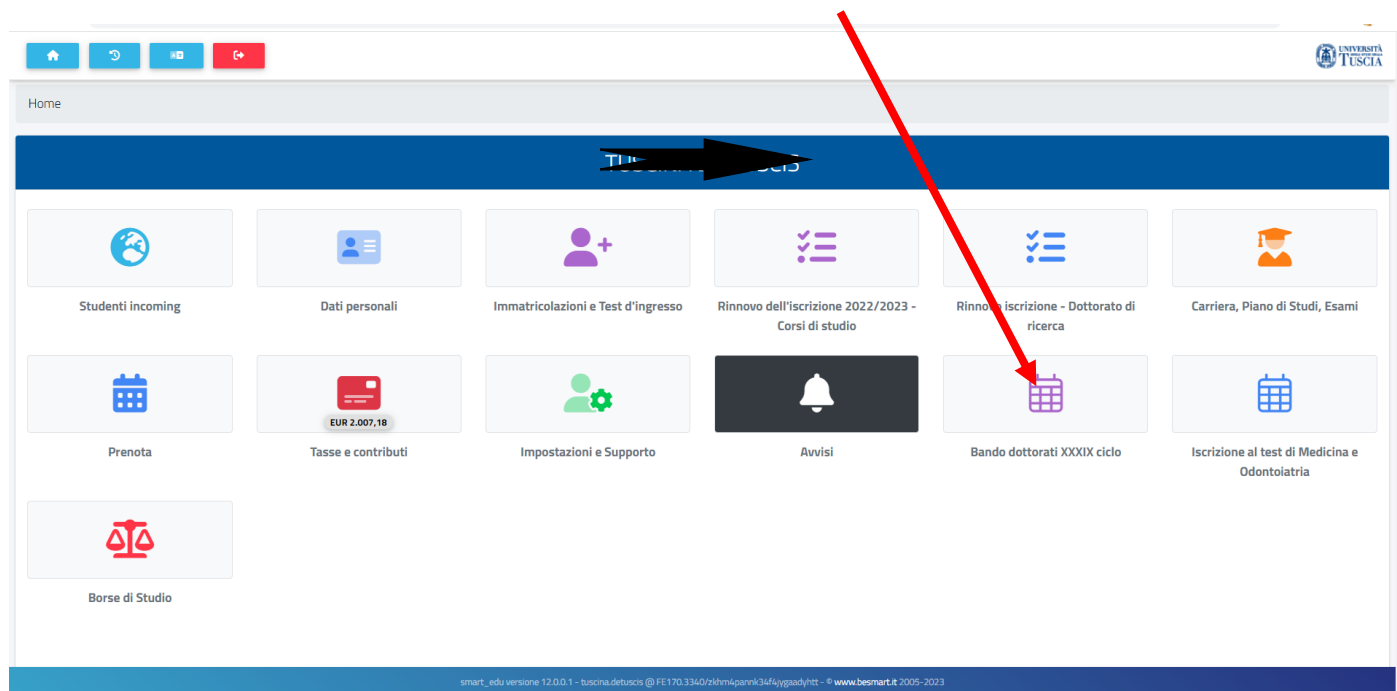 UNIVERSITÀ
TUSCIA
Home
Studenti incoming
Dati personali
Immatricolazioni e Test d'ingresso
Rinnovo dell'iscrizione 2022/2023 -
Corsi di studio
Rinnovo iscrizione - Dottorato di
ricerca
Carriera, Piano di Studi, Esami
EUR 2.007,18
Prenota
Tasse e contributi
Impostazioni e Supporto
Avvisi
Bando dottorati XXXIX ciclo
Iscrizione al test di Medicina e
Odontoiatria
Borse di Studio
smart_edu versione 12.0.0.1 - tuscina.detuscis @ FE170.3340/zkhm4pannk34f4jygaadyhtt - © www.besmart.it 2005-2023